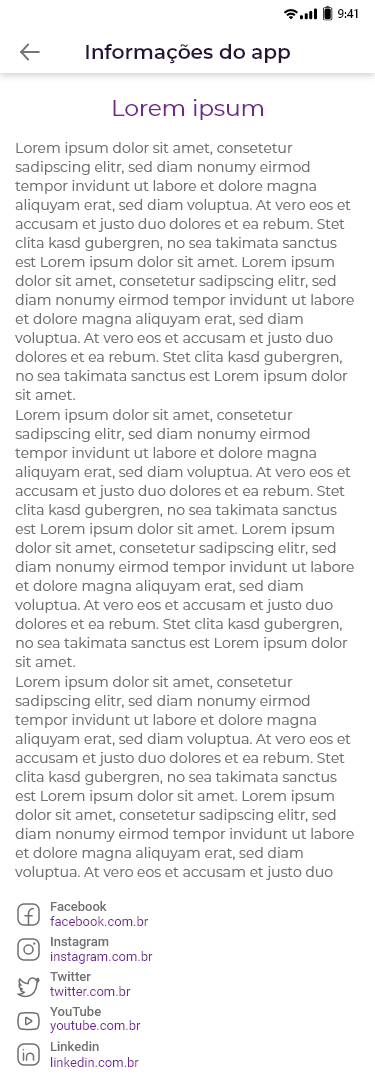 9:41
Informações do app
Lorem ipsum
Lorem ipsum dolor sit amet, consetetur
sadipscing elitr, sed diam nonumy eirmod
tempor invidunt ut labore et dolore magna
aliquyam erat, sed diam voluptua. At vero eos et
accusam et justo duo dolores et ea rebum. Stet
clita kasd gubergren, no sea takimata sanctus
est Lorem ipsum dolor sit amet. Lorem ipsum
dolor sit amet, consetetur sadipscing elitr, sed
diam nonumy eirmod tempor invidunt ut labore
et dolore magna aliquyam erat, sed diam
voluptua. At vero eos et accusam et justo duo
dolores et ea rebum. Stet clita kasd gubergren,
no sea takimata sanctus est Lorem ipsum dolor
sit amet.
Lorem ipsum dolor sit amet, consetetur
sadipscing elitr, sed diam nonumy eirmod
tempor invidunt ut labore et dolore magna
aliquyam erat, sed diam voluptua. At vero eos et
accusam et justo duo dolores et ea rebum. Stet
clita kasd gubergren, no sea takimata sanctus
est Lorem ipsum dolor sit amet. Lorem ipsum
dolor sit amet, consetetur sadipscing elitr, sed
diam nonumy eirmod tempor invidunt ut labore
et dolore magna aliquyam erat, sed diam
voluptua. At vero eos et accusam et justo duo
dolores et ea rebum. Stet clita kasd gubergren,
no sea takimata sanctus est Lorem ipsum dolor
sit amet.
Lorem ipsum dolor sit amet, consetetur
sadipscing elitr, sed diam nonumy eirmod
tempor invidunt ut labore et dolore magna
aliquyam erat, sed diam voluptua. At vero eos et
accusam et justo duo dolores et ea rebum. Stet
clita kasd gubergren, no sea takimata sanctus
est Lorem ipsum dolor sit amet. Lorem ipsum
dolor sit amet, consetetur sadipscing elitr, sed
diam nonumy eirmod tempor invidunt ut labore
et dolore magna aliquyam erat, sed diam
voluptua. At vero eos et accusam et justo duo
Facebook
facebook.com.br
Instagram
instagram.com.br
Twitter
twitter.com.br
YouTube
youtube.com.br
Linkedin
linkedin.com.br